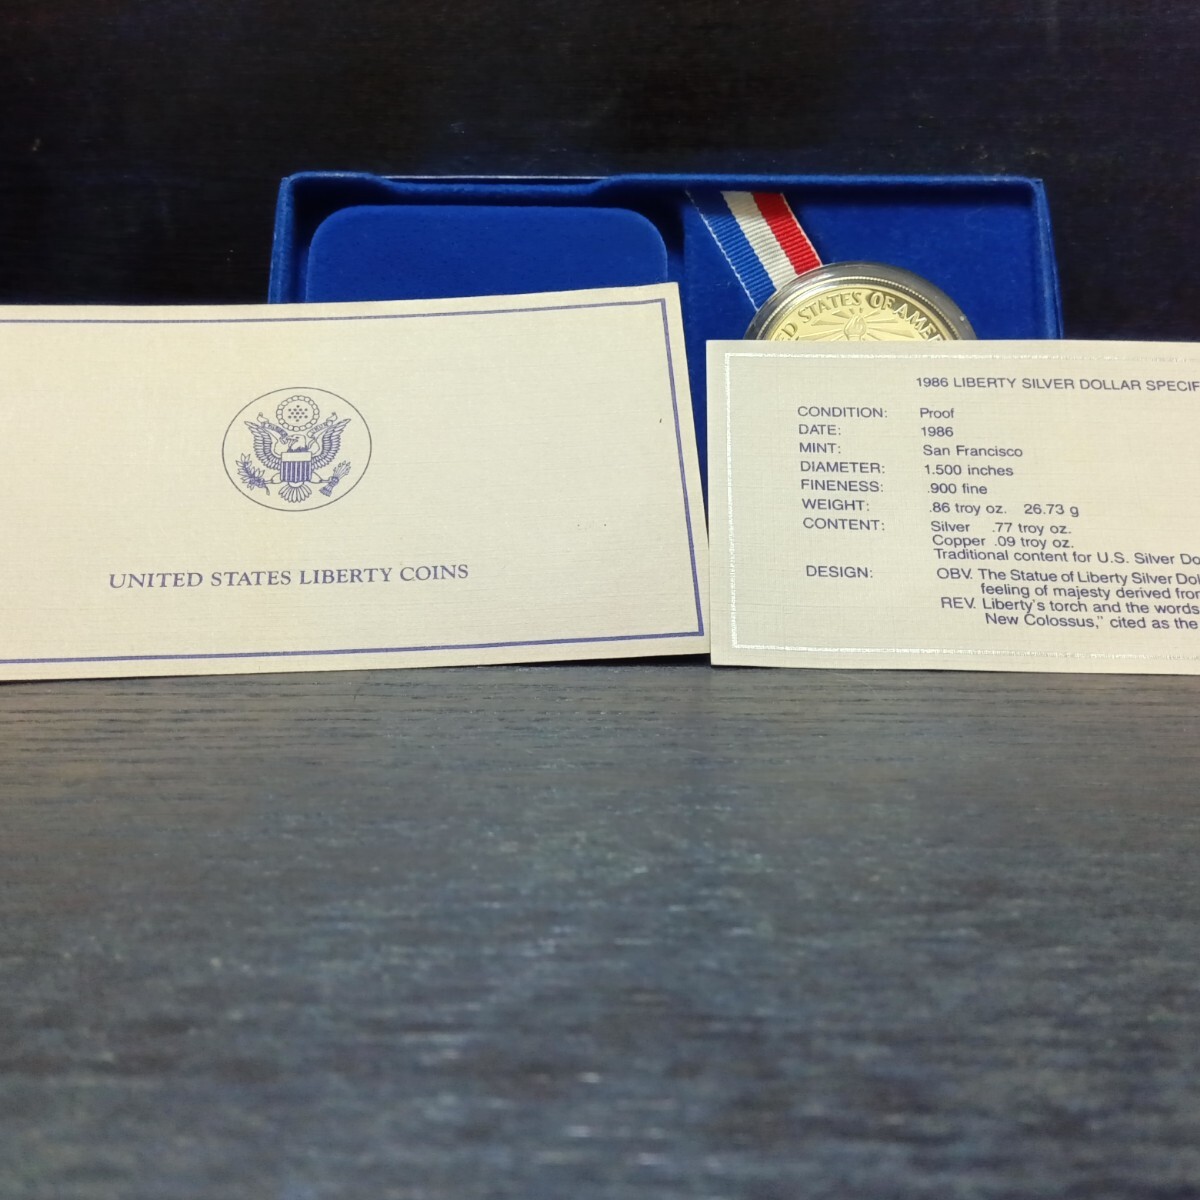 D STATES OF AMER
UNITED STATES LIBERTY COINS
1986 LIBERTY SILVER DOLLAR SPECIF
CONDITION: Proof
DATE: 1986
MINT: San Francisco
DIAMETER: 1.500 inches
FINENESS: .900 fine
WEIGHT: .86 troy oz. 26.73 g
CONTENT: Silver .77 troy oz.
Copper .09 troy oz.
Traditional content for U.S. Silver Do
DESIGN: OBV. The Statue of Liberty Silver Dol
feeling of majesty derived from
REV. Liberty's torch and the words
New Colossus," cited as the